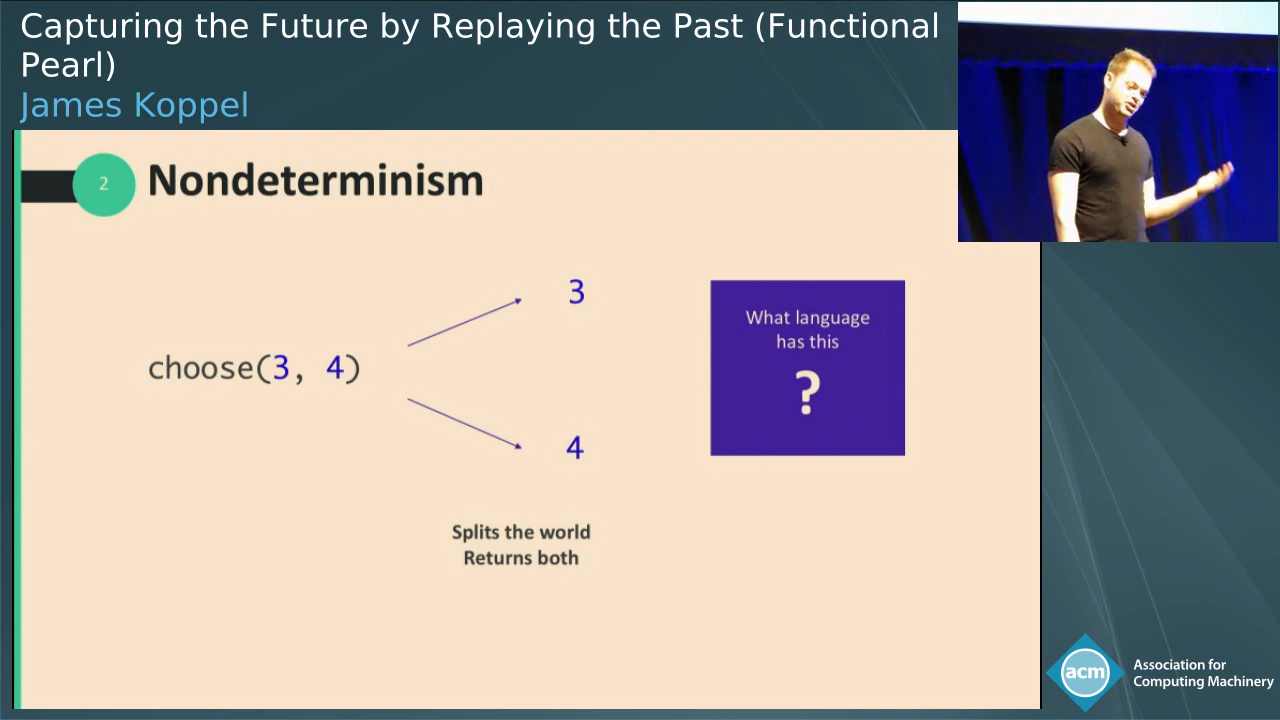 Capturing the Future by Replaying the Past (Functional
Pearl)
James Koppel
2
Nondeterminism
choose(3, 4)
3
4
What language
has this
?
Splits the world
Returns both
acm
Association for
Computing Machinery